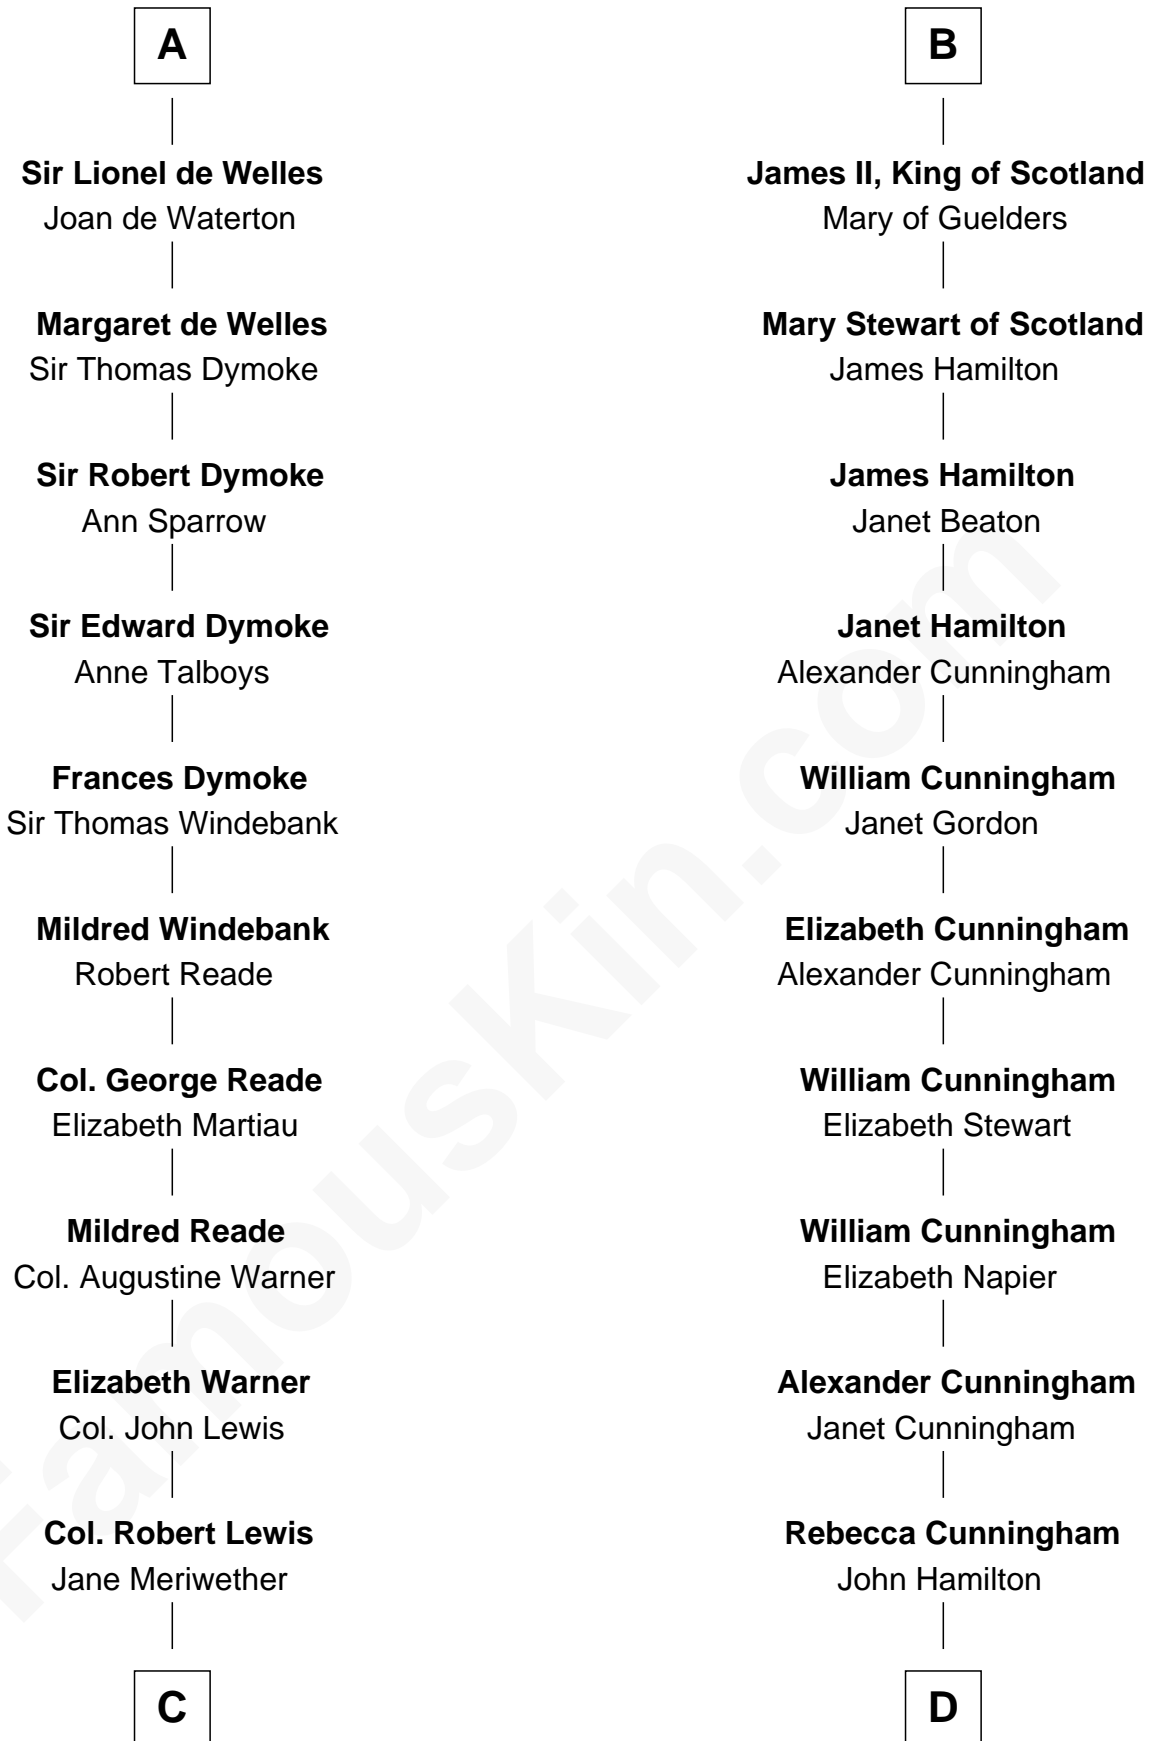 A
Sir Lionel de Welles
Joan de Waterton
Margaret de Welles
Sir Thomas Dymoke
Sir Robert Dymoke
Ann Sparrow
Sir Edward Dymoke
Anne Talboys
Frances Dymoke
Sir Thomas Windebank
Mildred Windebank
Robert Reade
Col. George Reade
Elizabeth Martiau
Mildred Reade
Col. Augustine Warner
Elizabeth Warner
Col. John Lewis
Col. Robert Lewis
Jane Meriwether
C
B
James II, King of Scotland
Mary of Guelders
Mary Stewart of Scotland
James Hamilton
James Hamilton
Janet Beaton
Janet Hamilton
Alexander Cunningham
William Cunningham
Janet Gordon
Elizabeth Cunningham
Alexander Cunningham
William Cunningham
Elizabeth Stewart
William Cunningham
Elizabeth Napier
Alexander Cunningham
Janet Cunningham
Rebecca Cunningham
John Hamilton
D
FamousKin.com